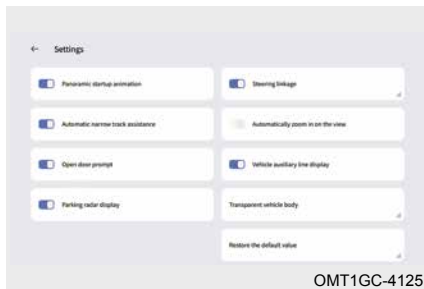 ← Settings
Panoramic startup animation
Steering linkage
Automatic narrow track assistance
Automatically zoom in on the view
Open door prompt
Vehicle auxiliary line display
Parking radar display
Transparent vehicle body
Restore the default value
OMT1GC-4125